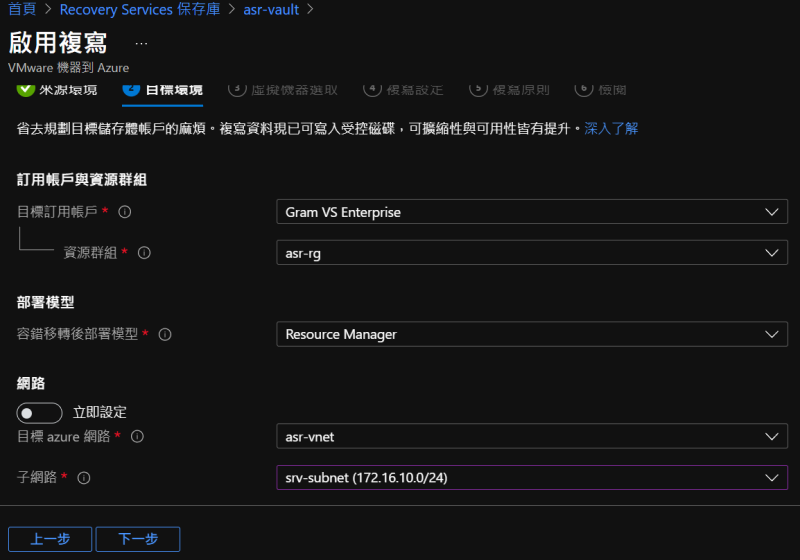 首頁 > Recovery Services 保存庫 > asr-vault >
啟用複寫 ...
VMware 機器到 Azure
來源環境 2 目標環境 3 虛擬機器選取 4 複寫設定 5 複寫原則 6 檢閱
省去規劃目標儲存體帳戶的麻煩。複寫資料現已可寫入受控磁碟，可擴縮性與可用性皆有提升。深入了解
訂用帳戶與資源群組
目標訂用帳戶 * Gram VS Enterprise
資源群組 * asr-rg
部署模型
容錯移轉後部署模型 * Resource Manager
網路
立即設定
目標 azure 網路 * asr-vnet
子網路 * srv-subnet (172.16.10.0/24)
上一步 下一步